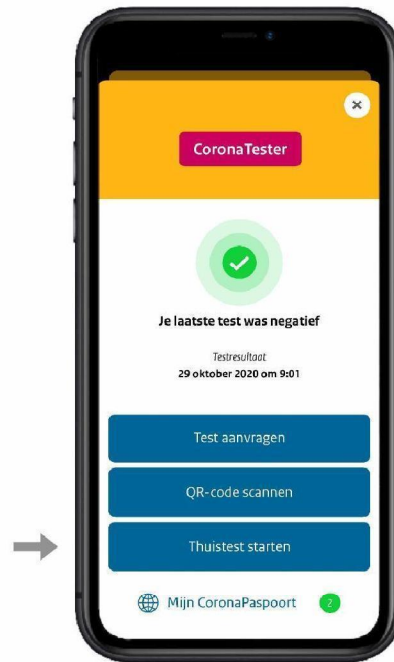 CoronaTester
Je laatste test was negatief
Testresultaat
29 oktober 2020 om 9:01
Test aanvragen
QR-code scannen
Thuistest starten
Mijn CoronaPaspoort 2